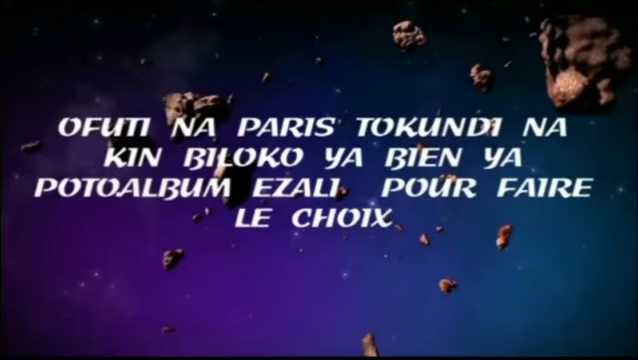 OFUTI NA PARIS TOKUNDI NA
KIN BILOKO YA BIEN YA
POTOALBUM EZALI POUR FAIRE
LE CHOIX